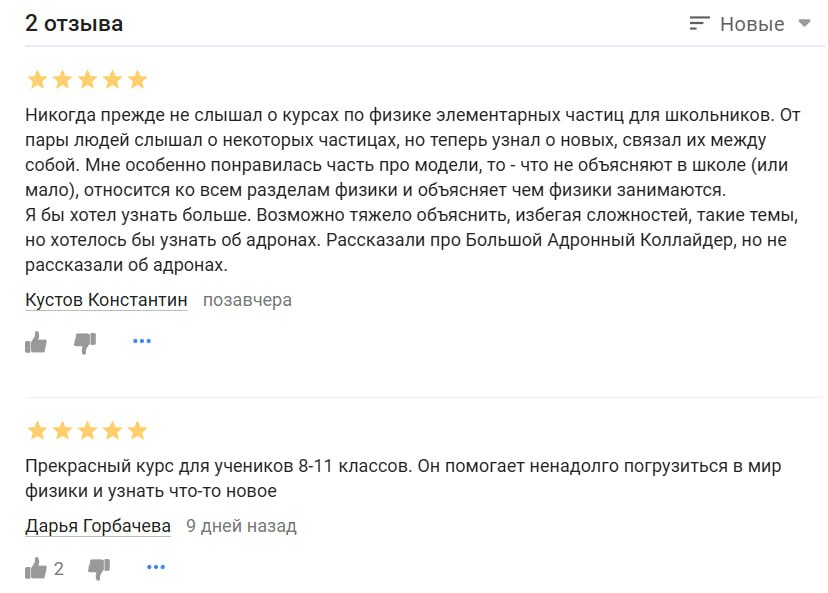 2 отзыва
Новые
Никогда прежде не слышал о курсах по физике элементарных частиц для школьников. От
пары людей слышал о некоторых частицах, но теперь узнал о новых, связал их между
собой. Мне особенно понравилась часть про модели, то - что не объясняют в школе (или
мало), относится ко всем разделам физики и объясняет чем физики занимаются.
Я бы хотел узнать больше. Возможно тяжело объяснить, избегая сложностей, такие темы,
но хотелось бы узнать об адронах. Рассказали про Большой Адронный Коллайдер, но не
рассказали об адронах.
Кустов Константин позавчера
Прекрасный курс для учеников 8-11 классов. Он помогает ненадолго погрузиться в мир
физики и узнать что-то новое
Дарья Горбачева 9 дней назад
2